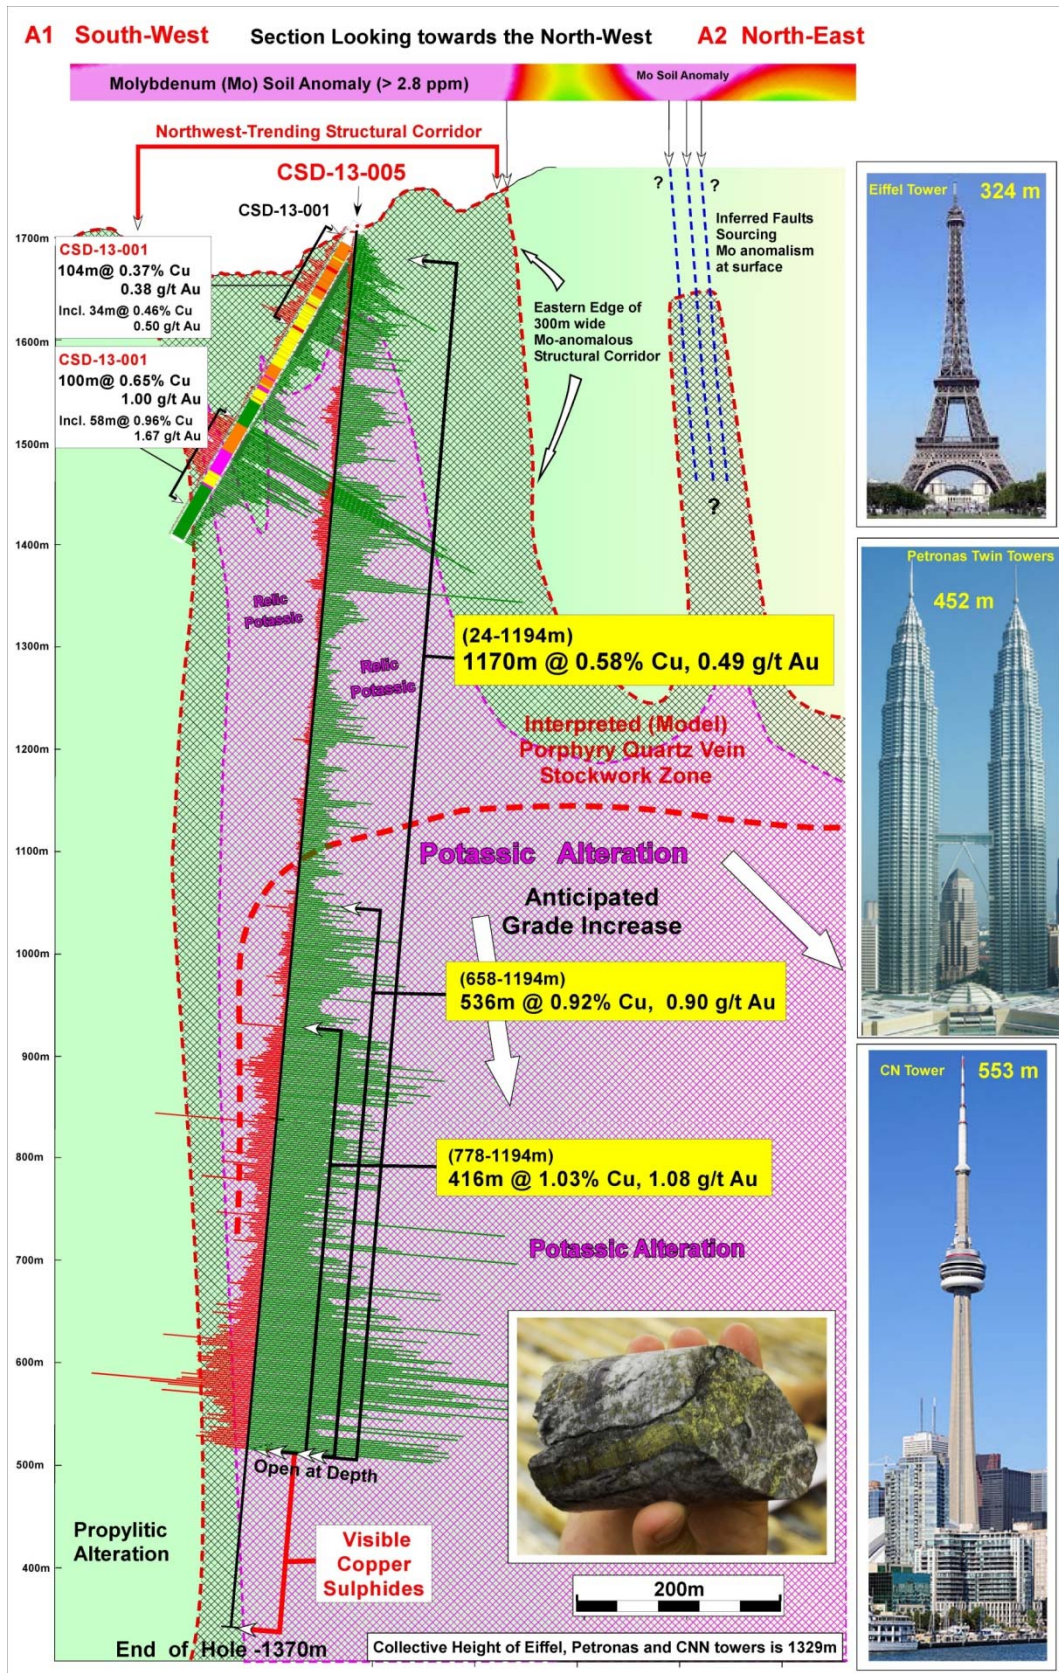 A1 South-West
Section Looking towards the North-West
A2 North-East
Molybdenum (Mo) Soil Anomaly (> 2.8 ppm)
Mo Soil Anomaly
Northwest-Trending Structural Corridor
CSD-13-005
CSD-13-001
1700m
1600m
1500m
1400m
1300m
1200m
1100m
1000m
900m
800m
700m
600m
500m
400m
CSD-13-001
104m@ 0.37% Cu
0.38 g/t Au
Incl. 34m@ 0.46% Cu
0.50 g/t Au
CSD-13-001
100m@ 0.65% Cu
1.00 g/t Au
Incl. 58m@ 0.96% Cu
1.67 g/t Au
?
?
Inferred Faults
Sourcing
Mo anomalism
at surface
Eastern Edge of
300m wide
Mo-anomalous
Structural Corridor
?
Relic
Potassic
Relic
Potassic
(24-1194m)
1170m @ 0.58% Cu, 0.49 g/t Au
Interpreted (Model)
Porphyry Quartz Vein
Stockwork Zone
Potassic Alteration
Anticipated
Grade Increase
(658-1194m)
536m @ 0.92% Cu, 0.90 g/t Au
(778-1194m)
416m @ 1.03% Cu, 1.08 g/t Au
Potassic Alteration
Open at Depth
Propylitic
Alteration
Visible
Copper
Sulphides
200m
End of Hole -1370m
Collective Height of Eiffel, Petronas and CNN towers is 1329m
Eiffel Tower
324 m
Petronas Twin Towers
452 m
CN Tower
553 m